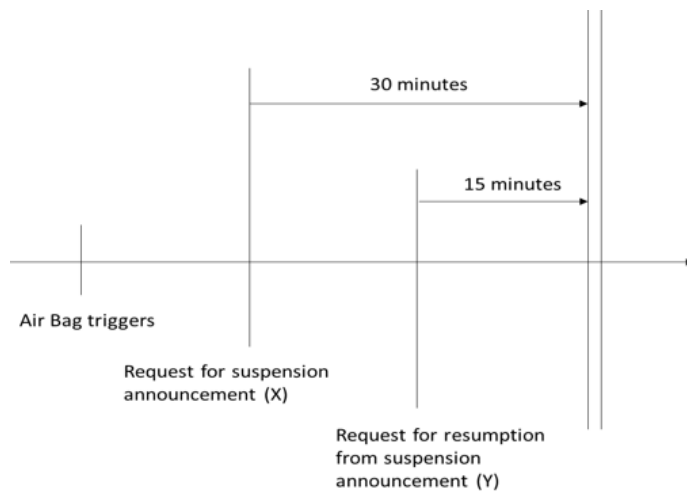 30 minutes
15 minutes
Air Bag triggers
Request for suspension
announcement (X)
Request for resumption
from suspension
announcement (Y)